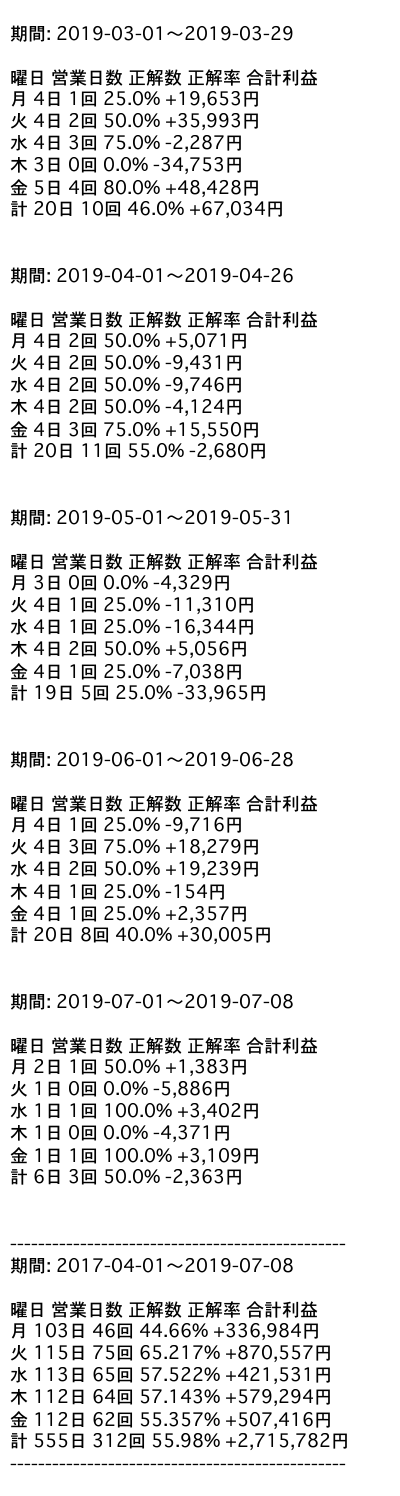 期間: 2019-03-01〜2019-03-29
曜日 営業日数 正解数 正解率 合計利益
月 4日 1回 25.0% +19,653円
火 4日 2回 50.0% +35,993円
水 4日 3回 75.0% -2,287円
木 3日 0回 0.0% -34,753円
金 5日 4回 80.0% +48,428円
計 20日 10回 46.0% +67,034円
期間: 2019-04-01〜2019-04-26
曜日 営業日数 正解数 正解率 合計利益
月 4日 2回 50.0% +5,071円
火 4日 2回 50.0% -9,431円
水 4日 2回 50.0% -9,746円
木 4日 2回 50.0% -4,124円
金 4日 3回 75.0% +15,550円
計 20日 11回 55.0% -2,680円
期間: 2019-05-01〜2019-05-31
曜日 営業日数 正解数 正解率 合計利益
月 3日 0回 0.0% -4,329円
火 4日 1回 25.0% -11,310円
水 4日 1回 25.0% -16,344円
木 4日 2回 50.0% +5,056円
金 4日 1回 25.0% -7,038円
計 19日 5回 25.0% -33,965円
期間: 2019-06-01〜2019-06-28
曜日 営業日数 正解数 正解率 合計利益
月 4日 1回 25.0% -9,716円
火 4日 3回 75.0% +18,279円
水 4日 2回 50.0% +19,239円
木 4日 1回 25.0% -154円
金 4日 1回 25.0% +2,357円
計 20日 8回 40.0% +30,005円
期間: 2019-07-01〜2019-07-08
曜日 営業日数 正解数 正解率 合計利益
月 2日 1回 50.0% +1,383円
火 1日 0回 0.0% -5,886円
水 1日 1回 100.0% +3,402円
木 1日 0回 0.0% -4,371円
金 1日 1回 100.0% +3,109円
計 6日 3回 50.0% -2,363円
------------------------------------------------
期間: 2017-04-01〜2019-07-08
曜日 営業日数 正解数 正解率 合計利益
月 103日 46回 44.66% +336,984円
火 115日 75回 65.217% +870,557円
水 113日 65回 57.522% +421,531円
木 112日 64回 57.143% +579,294円
金 112日 62回 55.357% +507,416円
計 555日 312回 55.98% +2,715,782円
------------------------------------------------